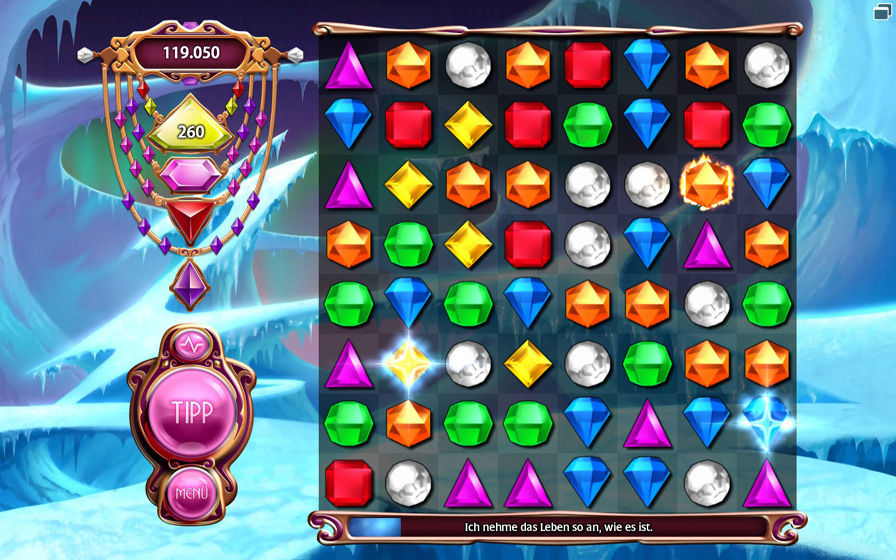 119.050
260
TIPP
MENÜ
Ich nehme das Leben so an, wie es ist.